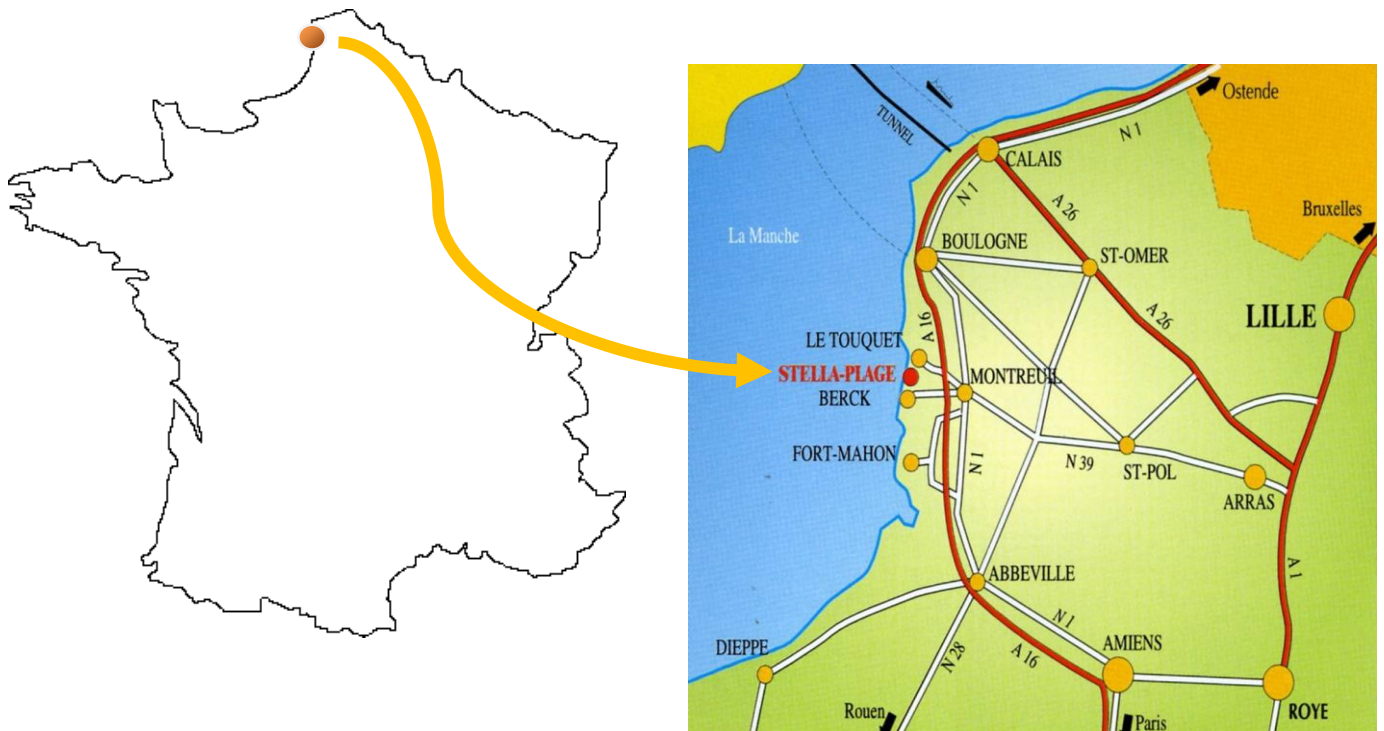 Ostende
TUNNEL
N 1
CALAIS
N 1
A 26
Bruxelles
La Manche
BOULOGNE
ST-OMER
A 26
LILLE
A 16
LE TOUQUET
STELLA-PLAGE
MONTREUIL
BERCK
FORT-MAHON
N 1
N 39
ST-POL
ARRAS
A 1
ABBEVILLE
N 1
DIEPPE
N 28
A 16
AMIENS
Rouen
Paris
ROYE